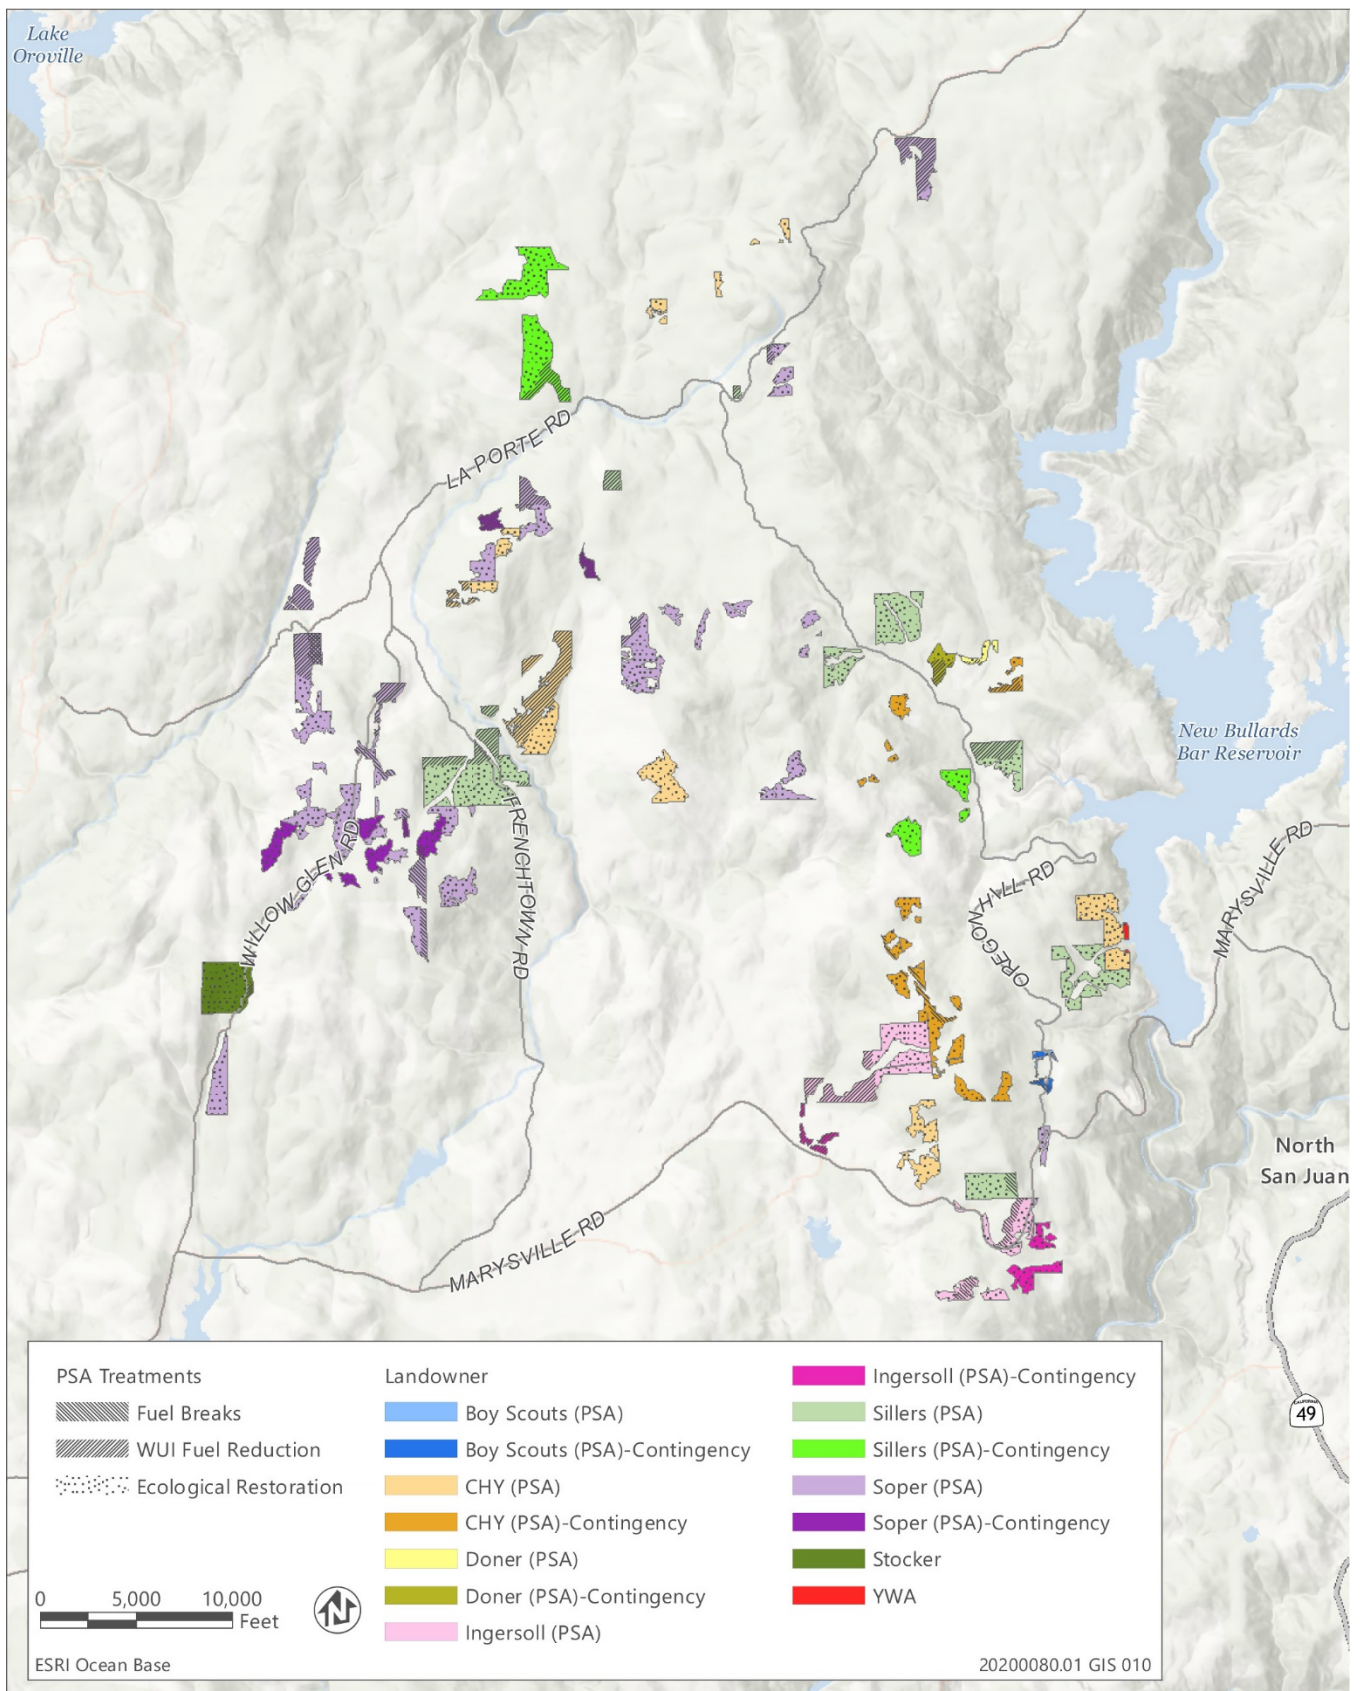 Lake
Oroville
LA PORTE RD
New Bullards
Bar Reservoir
MARYSVILLE RD
OREGON HILL RD
FRENCHTOWN RD
WILLOW GLEN RD
North
San Juan
MARYSVILLE RD
CALIFORNIA
49
PSA Treatments
Fuel Breaks
WUI Fuel Reduction
Ecological Restoration
0 5,000 10,000
Feet
N
ESRI Ocean Base
Landowner
Boy Scouts (PSA)
Boy Scouts (PSA)-Contingency
CHY (PSA)
CHY (PSA)-Contingency
Doner (PSA)
Doner (PSA)-Contingency
Ingersoll (PSA)
Ingersoll (PSA)-Contingency
Sillers (PSA)
Sillers (PSA)-Contingency
Soper (PSA)
Soper (PSA)-Contingency
Stocker
YWA
20200080.01 GIS 010